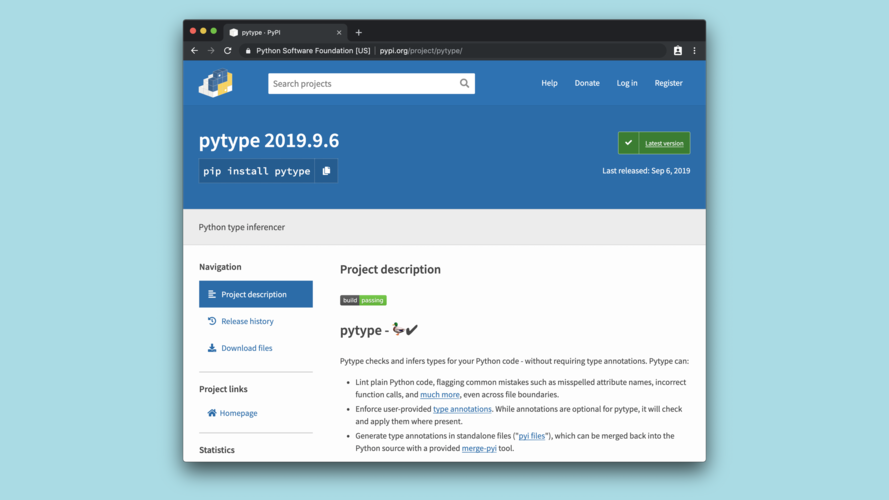 pytype · PyPI
Python Software Foundation [US] | pypi.org/project/pytype/
Search projects
Help
Donate
Log in
Register
pytype 2019.9.6
pip install pytype
Latest version
Last released: Sep 6, 2019
Python type inferencer
Navigation
Project description
Release history
Download files
Project links
Homepage
Statistics
Project description
build passing
pytype - 🦆✔
Pytype checks and infers types for your Python code - without requiring type annotations. Pytype can:
• Lint plain Python code, flagging common mistakes such as misspelled attribute names, incorrect
function calls, and much more, even across file boundaries.
• Enforce user-provided type annotations. While annotations are optional for pytype, it will check
and apply them where present.
• Generate type annotations in standalone files ("pyi files"), which can be merged back into the
Python source with a provided merge-pyi tool.